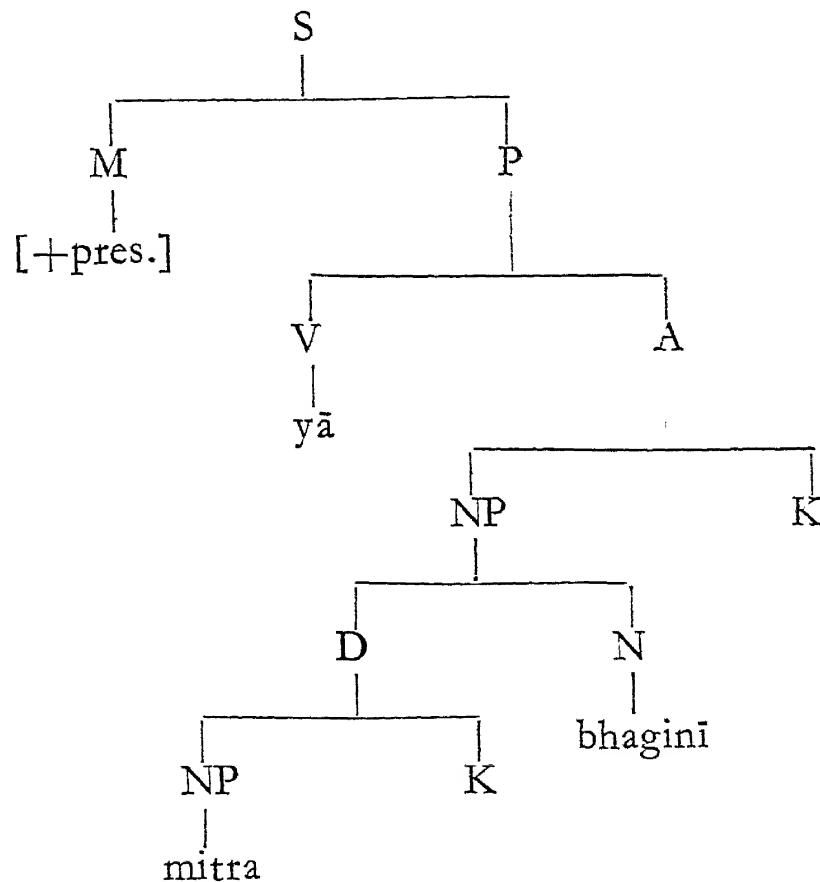 S
M P
[+pres.]
V A
yā
NP K
D N
bhaginī
NP K
mitra